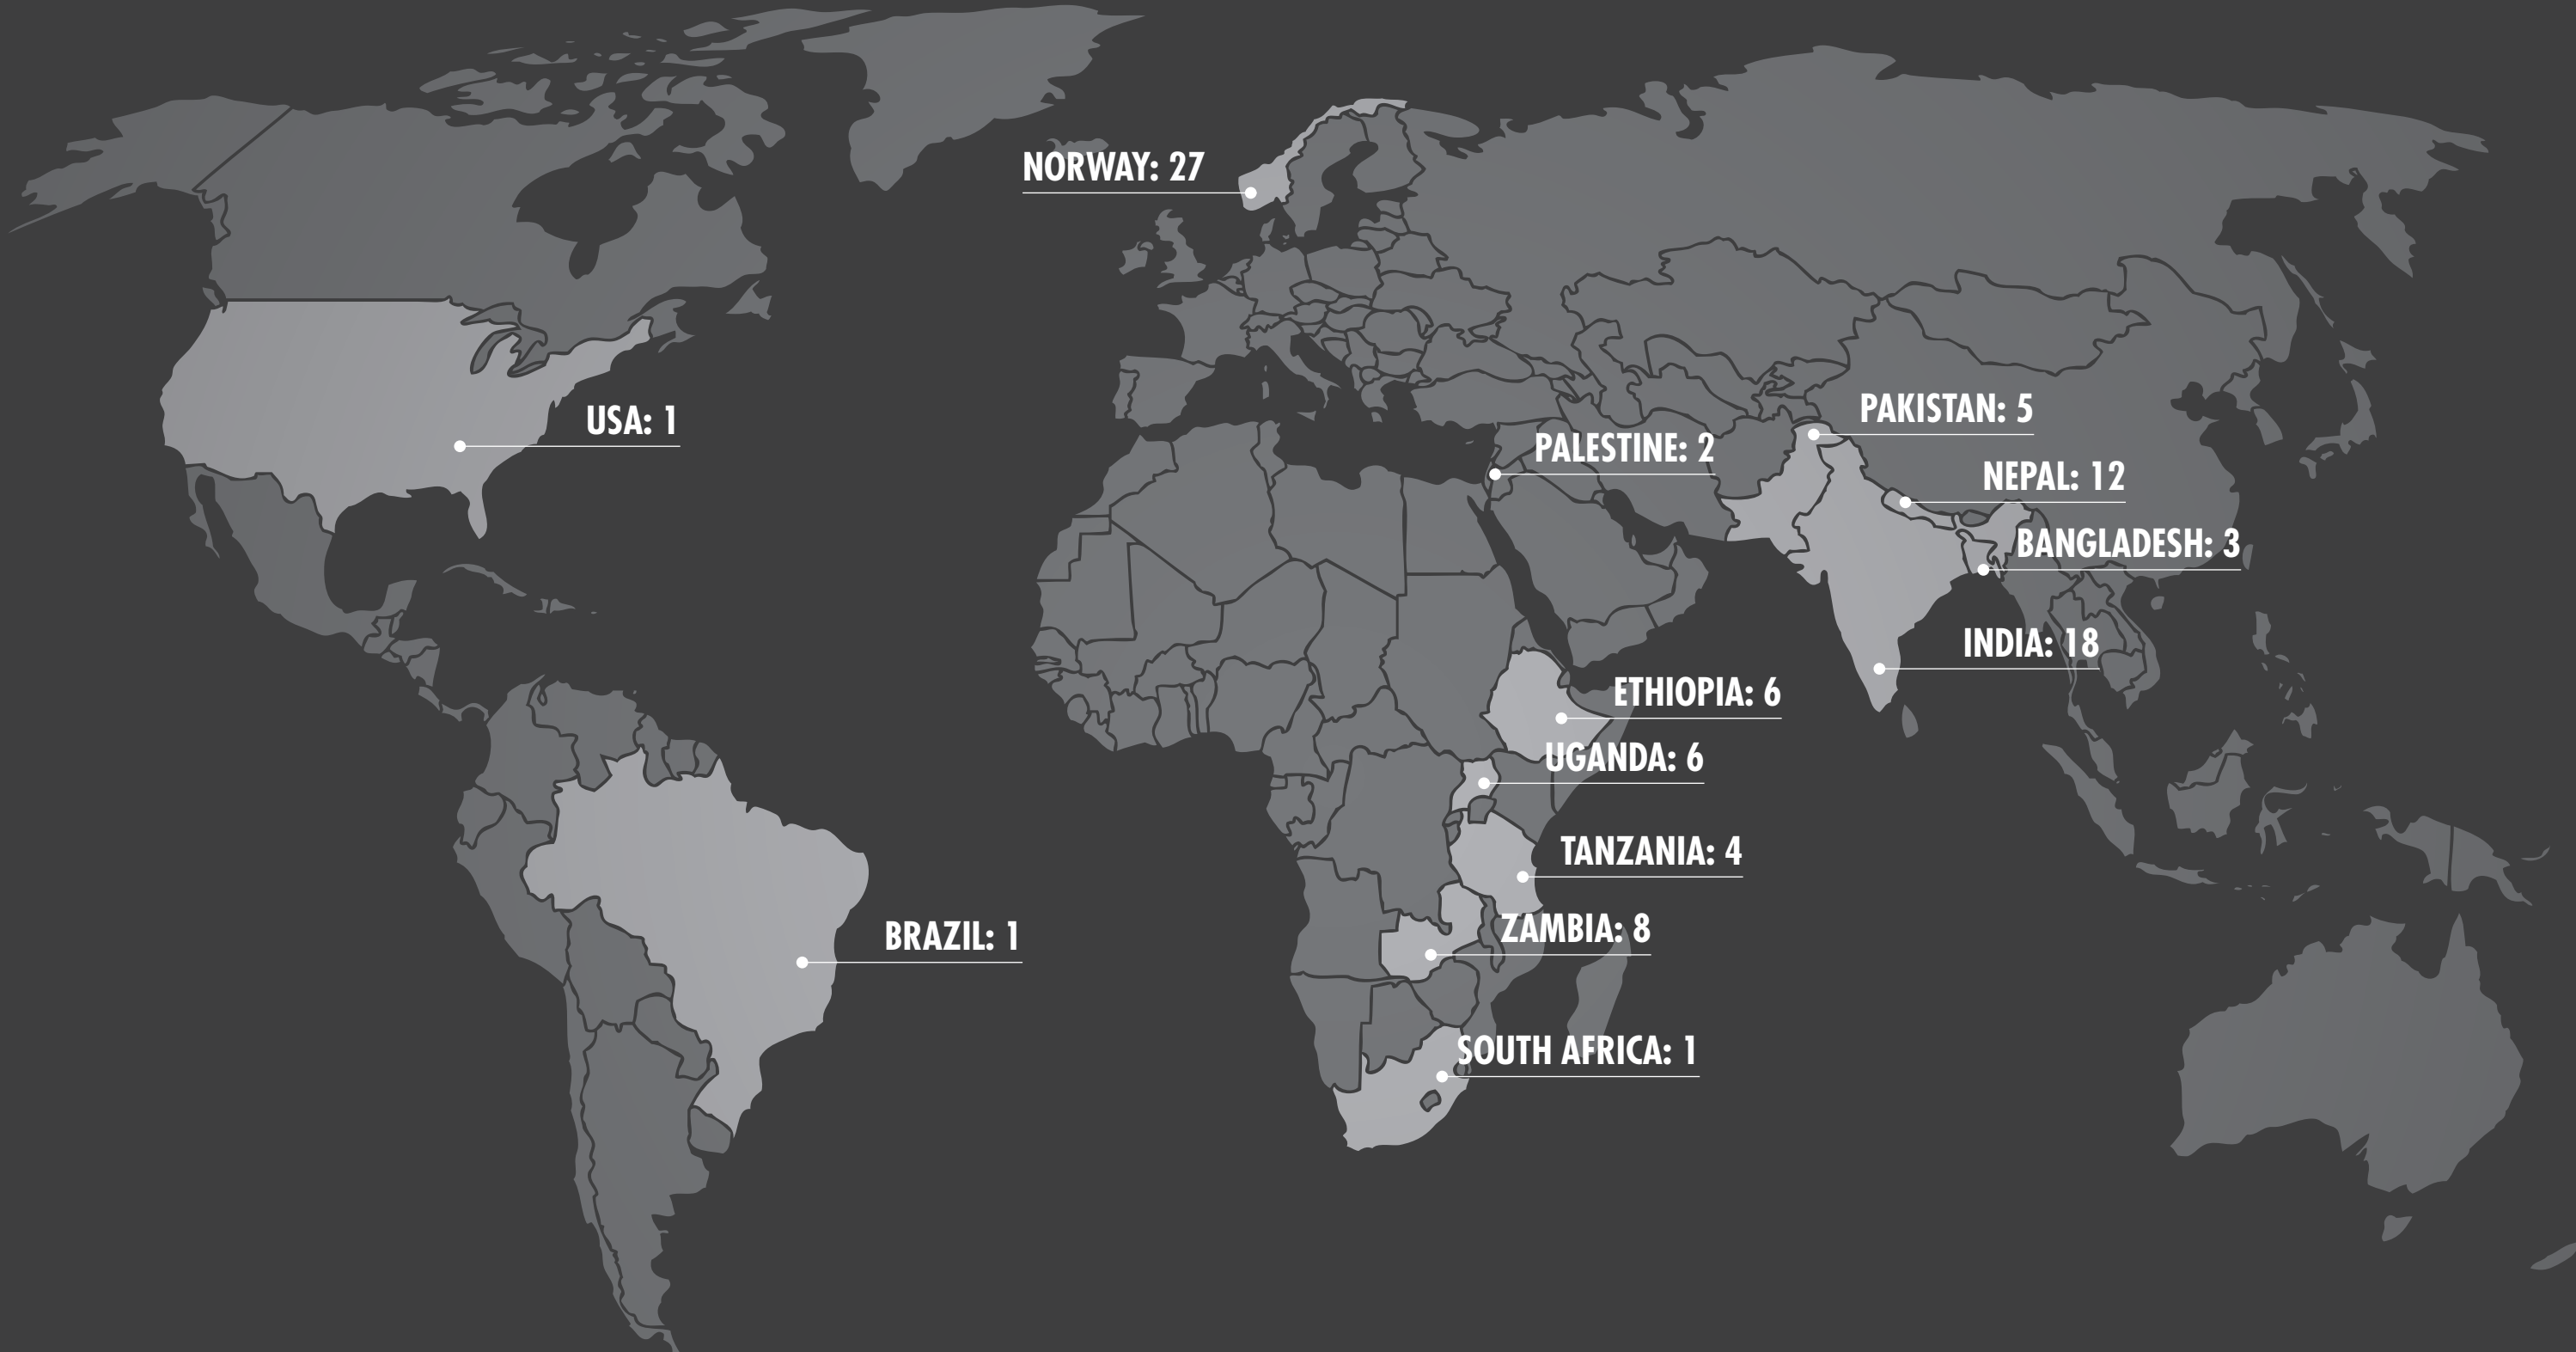 NORWAY: 27
USA: 1
PAKISTAN: 5
PALESTINE: 2
NEPAL: 12
BANGLADESH: 3
INDIA: 18
ETHIOPIA: 6
UGANDA: 6
TANZANIA: 4
ZAMBIA: 8
BRAZIL: 1
SOUTH AFRICA: 1